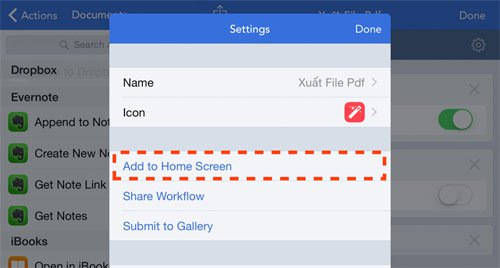 Actions
Documents
Xuất File Pdf
Done
Settings
Done
Search A
Dropbox
Evernote
Append to Not
Create New No
Get Note Link
Get Notes
iBooks
Open in iBook
Name
Xuất File Pdf
Icon
Add to Home Screen
Share Workflow
Submit to Gallery